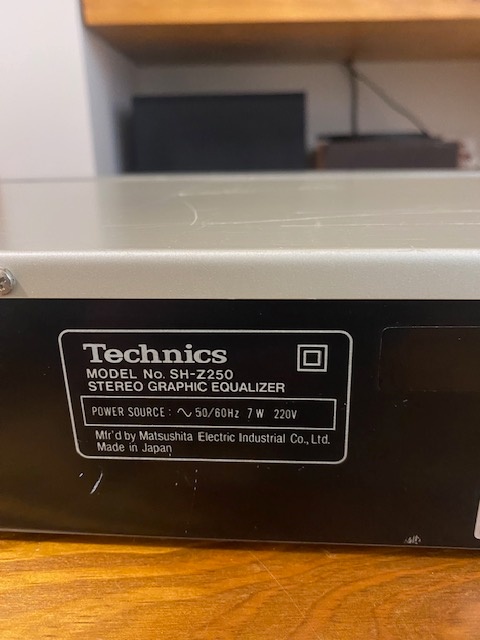 Technics
MODEL No. SH-Z250
STEREO GRAPHIC EQUALIZER
POWER SOURCE: ∿ 50/60Hz 7W 220V
Mfr'd by Matsushita Electric Industrial Co., Ltd.
Made in Japan